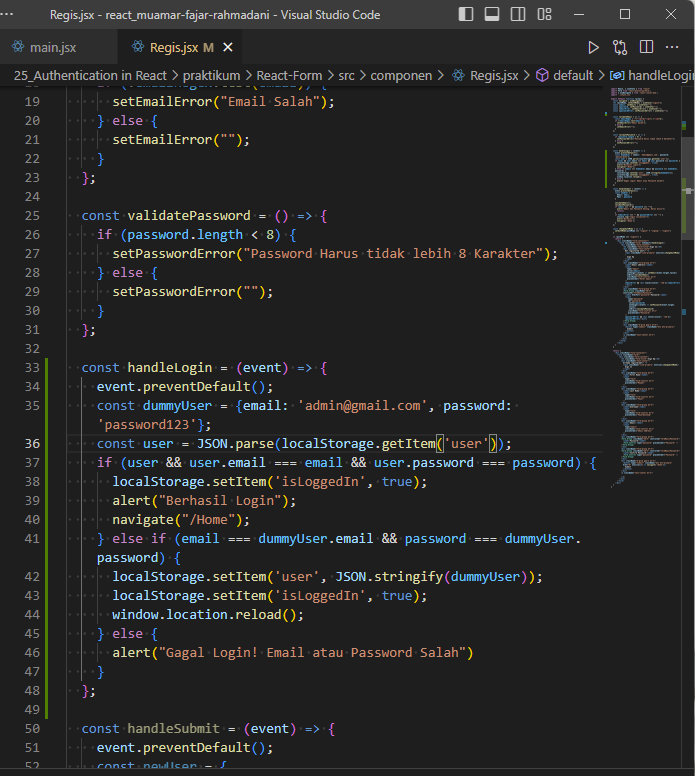 Regis.jsx - react_muamar-fajar-rahmadani - Visual Studio Code
main.jsx
Regis.jsx M
25_Authentication in React > praktikum > React-Form > src > componen > Regis.jsx > default > handleLogin
19 setEmailError("Email Salah");
20 } else {
21 setEmailError("");
22 }
23 };
24
25 const validatePassword = () => {
26 if (password.length < 8) {
27 setPasswordError("Password Harus tidak lebih 8 Karakter");
28 } else {
29 setPasswordError("");
30 }
31 };
32
33 const handleLogin = (event) => {
34 event.preventDefault();
35 const dummyUser = {email: 'admin@gmail.com', password:
'password123'};
36 const user = JSON.parse(localStorage.getItem('user'));
37 if (user && user.email === email && user.password === password) {
38 localStorage.setItem('isLoggedIn', true);
39 alert("Berhasil Login");
40 navigate("/Home");
41 } else if (email === dummyUser.email && password === dummyUser.
password) {
42 localStorage.setItem('user', JSON.stringify(dummyUser));
43 localStorage.setItem('isLoggedIn', true);
44 window.location.reload();
45 } else {
46 alert("Gagal Login! Email atau Password Salah")
47 }
48 };
49
50 const handleSubmit = (event) => {
51 event.preventDefault();
52 const newUser = {